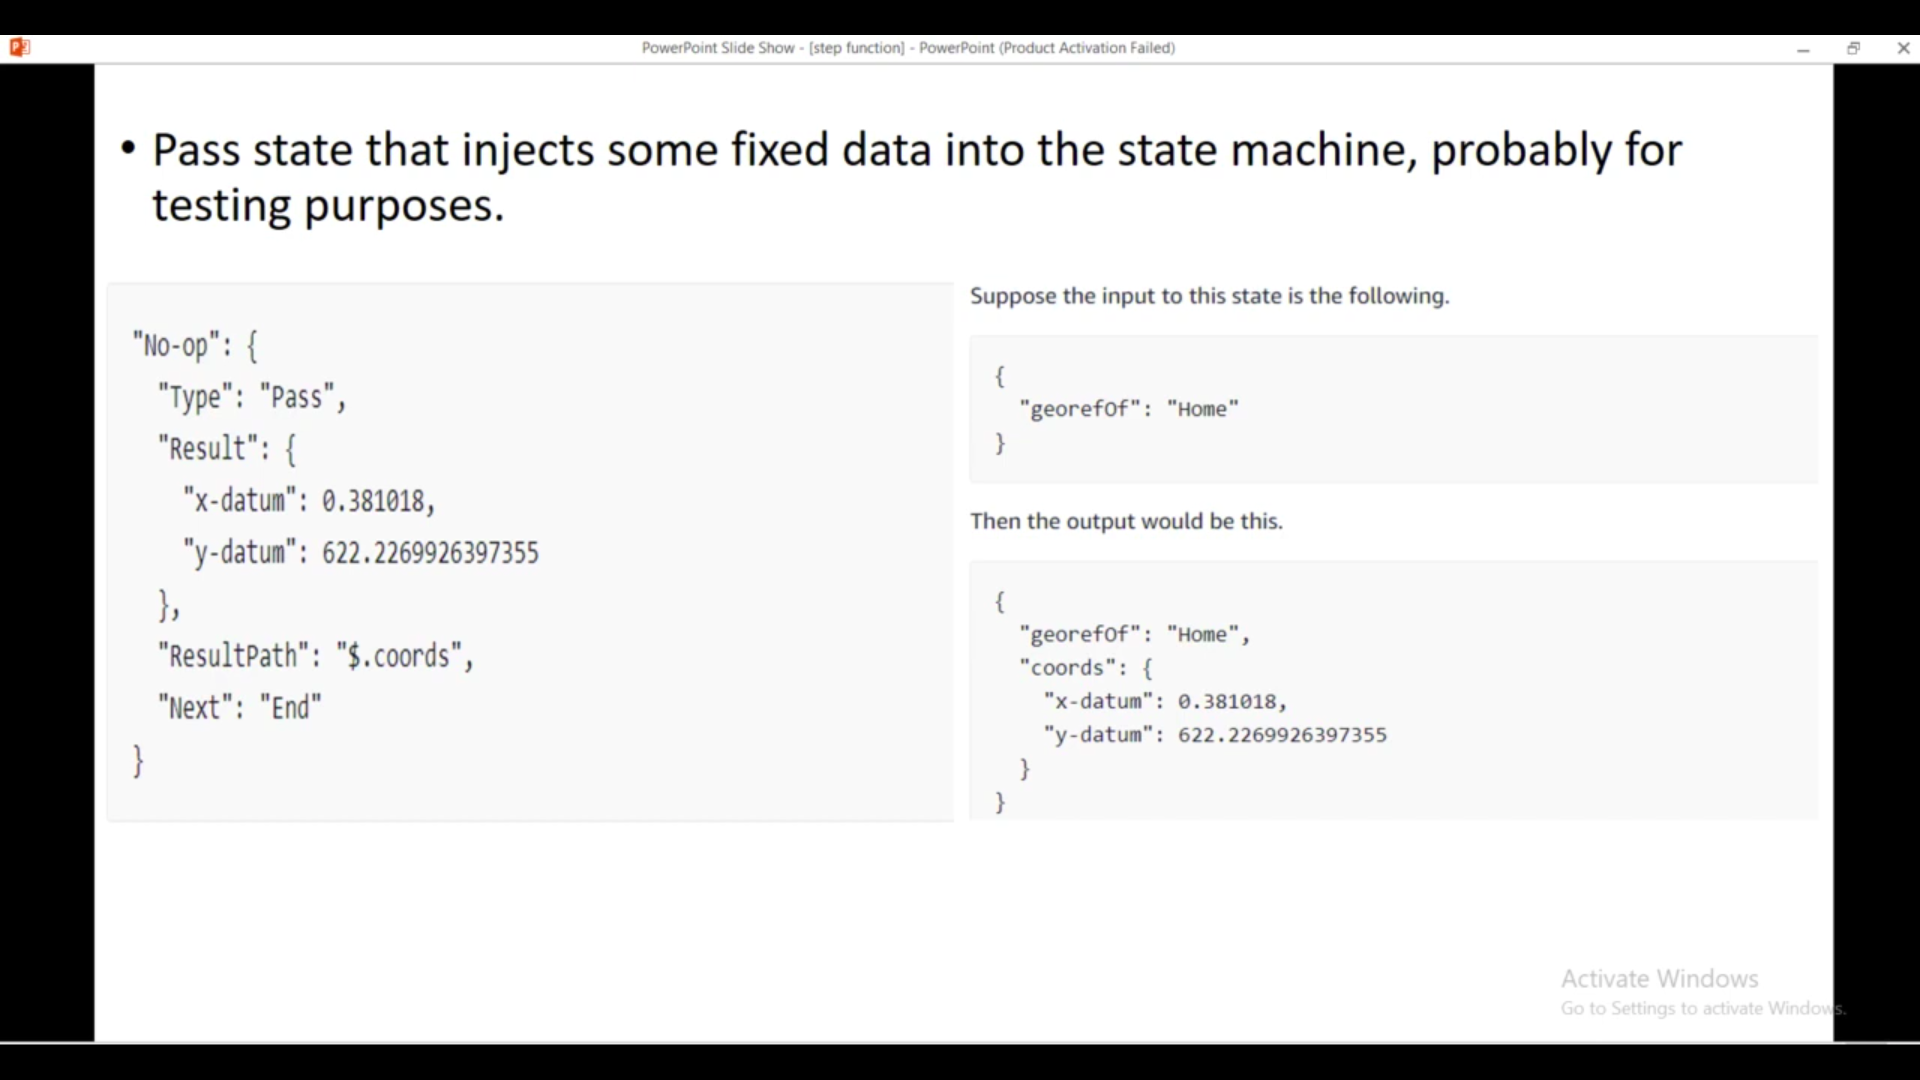 PowerPoint Slide Show - [step function] - PowerPoint (Product Activation Failed)
• Pass state that injects some fixed data into the state machine, probably for
testing purposes.
"No-op": {
"Type": "Pass",
"Result": {
"x-datum": 0.381018,
"y-datum": 622.2269926397355
},
"ResultPath": "$.coords",
"Next": "End"
}
Suppose the input to this state is the following.
{
"georefOf": "Home"
}
Then the output would be this.
{
"georefOf": "Home",
"coords": {
"x-datum": 0.381018,
"y-datum": 622.2269926397355
}
}
Activate Windows
Go to Settings to activate Windows.